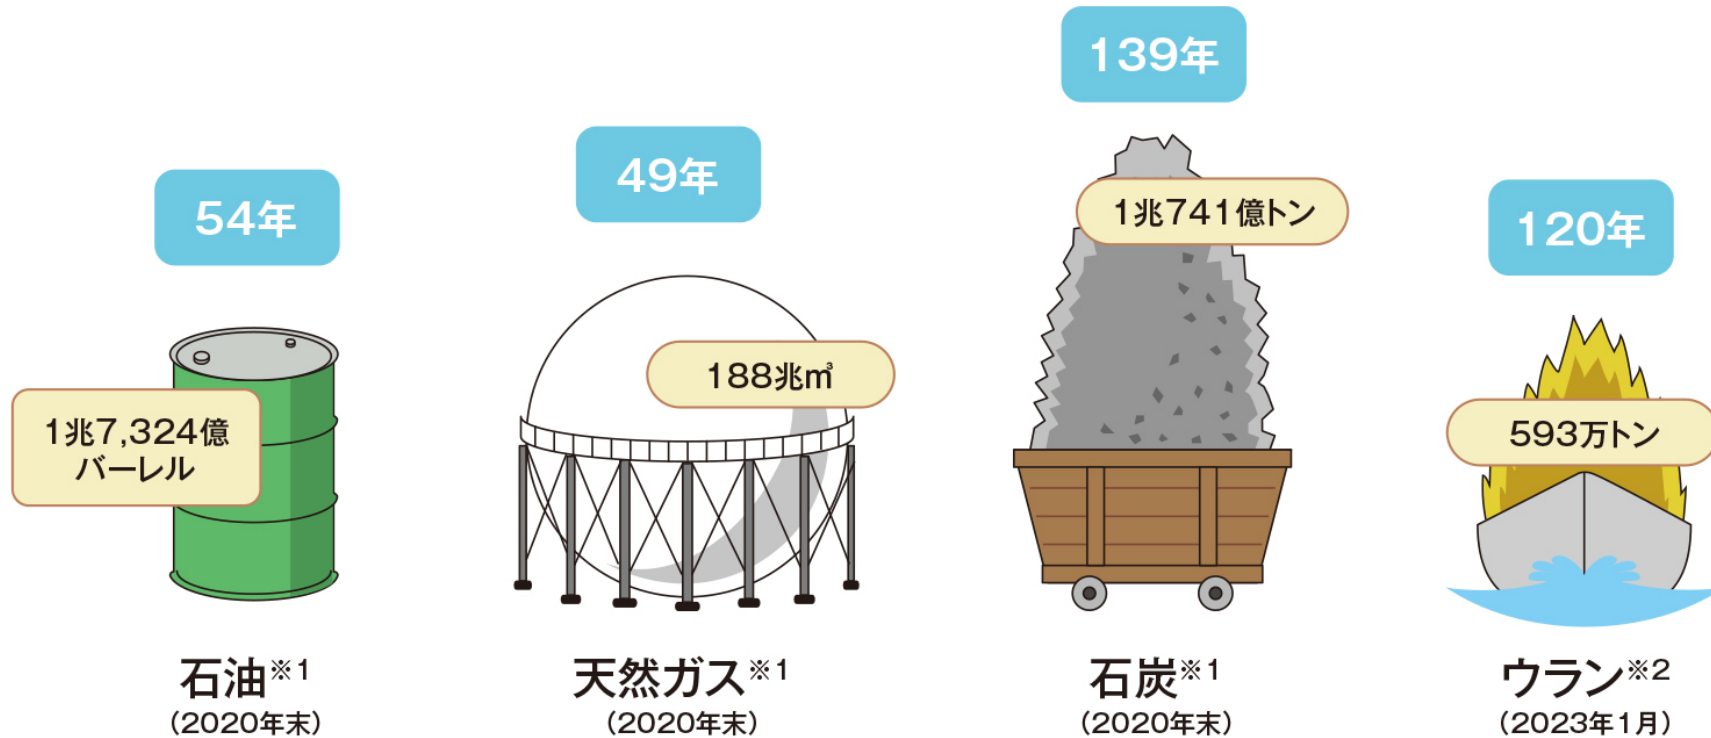 54年
1兆7,324億
バーレル
石油※1
(2020年末)
49年
188兆㎥
天然ガス※1
(2020年末)
139年
1兆741億トン
石炭※1
(2020年末)
120年
593万トン
ウラン※2
(2023年1月)